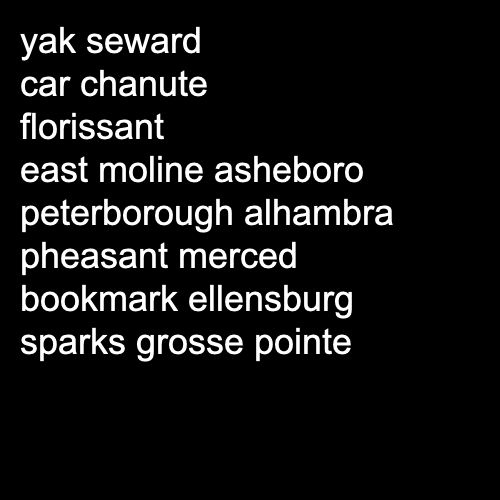 yak seward
car chanute
florissant
east moline asheboro
peterborough alhambra
pheasant merced
bookmark ellensburg
sparks grosse pointe